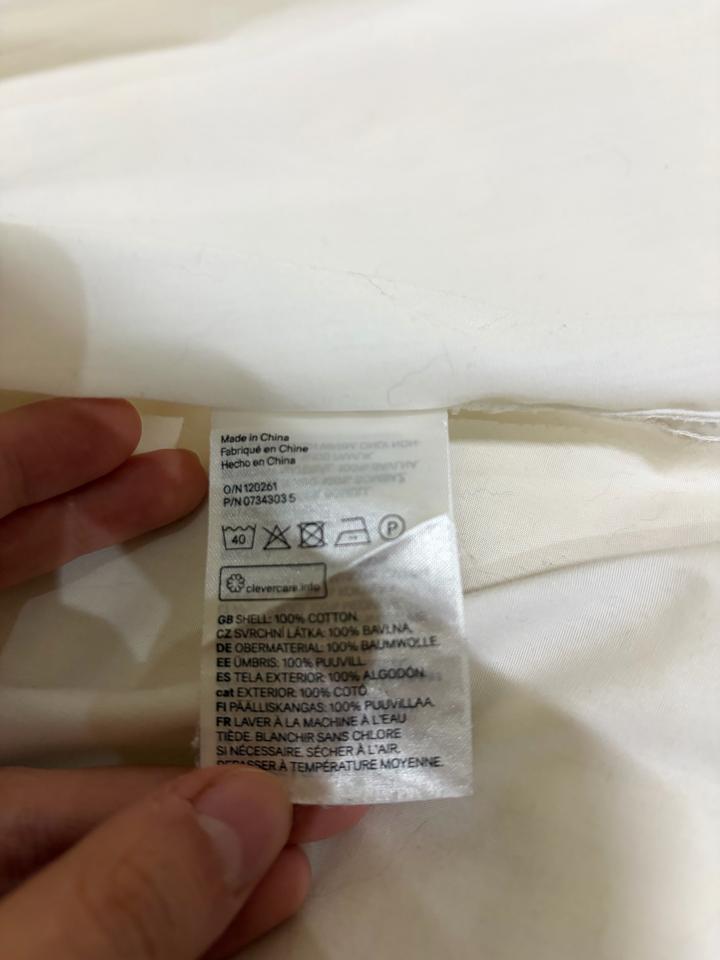 Made in China
Fabriqué en Chine
Hecho en China
O/N 120261
P/N 0734303 5
40
P
clevercare.info
GB SHELL: 100% COTTON.
CZ SVRCHNÍ LÁTKA: 100% BAVLNA.
DE OBERMATERIAL: 100% BAUMWOLLE.
EE ÜMBRIS: 100% PUUVILL.
ES TELA EXTERIOR: 100% ALGODÓN.
cat EXTERIOR: 100% COTÓ
FI PÄÄLLISKANGAS: 100% PUUVILLAA.
FR LAVER À LA MACHINE À L'EAU
TIÈDE. BLANCHIR SANS CHLORE
SI NÉCESSAIRE. SÉCHER À L'AIR.
REPASSER À TEMPÉRATURE MOYENNE.